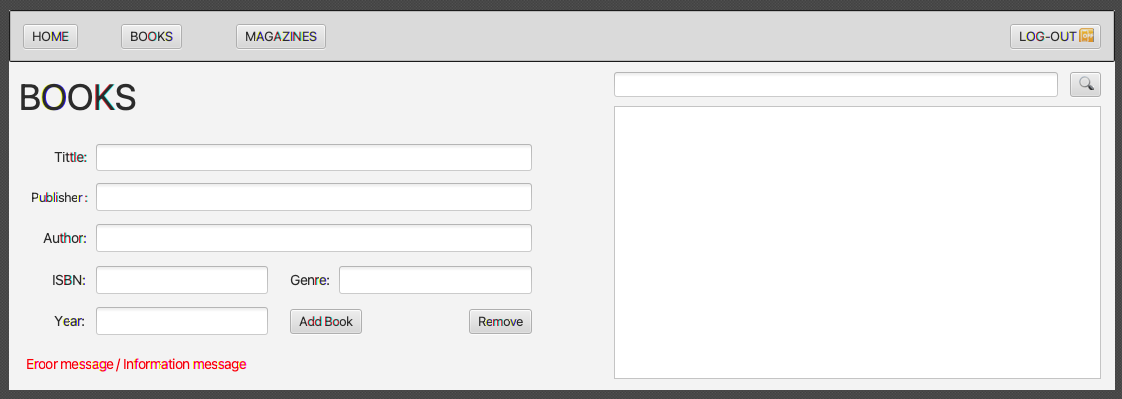 HOME BOOKS MAGAZINES LOG-OUT
BOOKS
Tittle:
Publisher:
Author:
ISBN: Genre:
Year: Add Book Remove
Eroor message / Information message